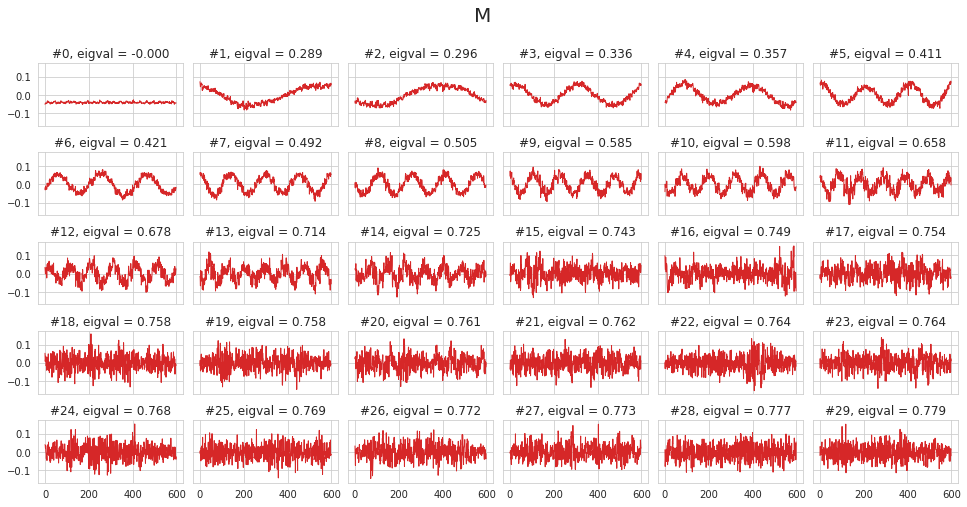 M
#0, eigval = -0.000 #1, eigval = 0.289 #2, eigval = 0.296 #3, eigval = 0.336 #4, eigval = 0.357 #5, eigval = 0.411
0.1
0.0
−0.1
#6, eigval = 0.421 #7, eigval = 0.492 #8, eigval = 0.505 #9, eigval = 0.585 #10, eigval = 0.598 #11, eigval = 0.658
0.1
0.0
−0.1
#12, eigval = 0.678 #13, eigval = 0.714 #14, eigval = 0.725 #15, eigval = 0.743 #16, eigval = 0.749 #17, eigval = 0.754
0.1
0.0
−0.1
#18, eigval = 0.758 #19, eigval = 0.758 #20, eigval = 0.761 #21, eigval = 0.762 #22, eigval = 0.764 #23, eigval = 0.764
0.1
0.0
−0.1
#24, eigval = 0.768 #25, eigval = 0.769 #26, eigval = 0.772 #27, eigval = 0.773 #28, eigval = 0.777 #29, eigval = 0.779
0.1
0.0
−0.1
0 200 400 600 0 200 400 600 0 200 400 600 0 200 400 600 0 200 400 600 0 200 400 600